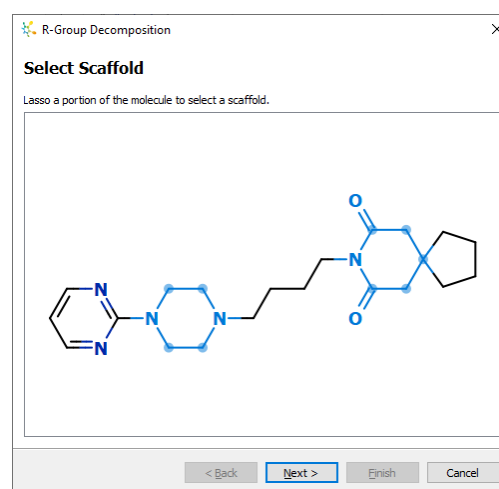 R-Group Decomposition
Select Scaffold
Lasso a portion of the molecule to select a scaffold.
O
N
N
N
N
N
O
< Back Next > Finish Cancel